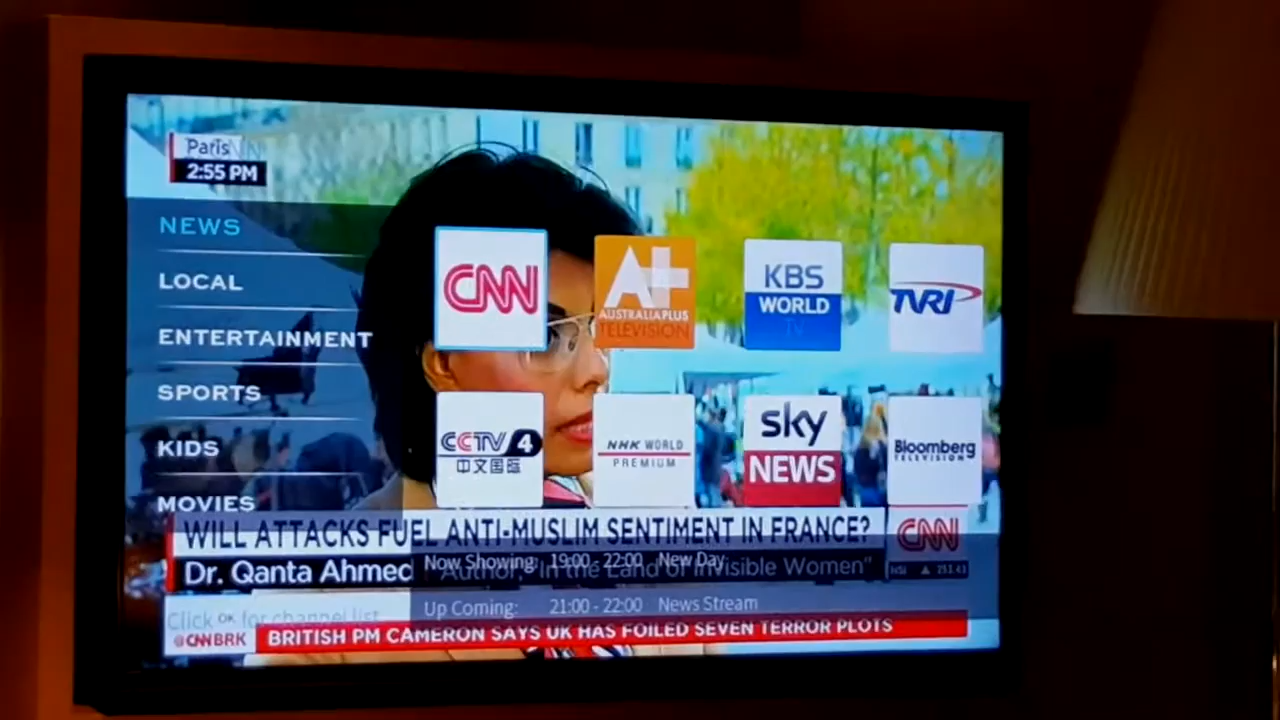 Paris
2:55 PM
NEWS
LOCAL
ENTERTAINMENT
SPORTS
KIDS
MOVIES
CNN
A+
AUSTRALIA PLUS
TELEVISION
KBS
WORLD
TV
TVRI
CCTV 4
中文国际
NHK WORLD
PREMIUM
sky
NEWS
Bloomberg
TELEVISION
WILL ATTACKS FUEL ANTI-MUSLIM SENTIMENT IN FRANCE?
CNN
Dr. Qanta Ahmed Author, "In the Land of Invisible Women"
Now Showing: 19:00 - 22:00 New Day
HSI ▲ 251.43
Up Coming: 21:00 - 22:00 News Stream
Click OK for channel list
@CNNBRK BRITISH PM CAMERON SAYS UK HAS FOILED SEVEN TERROR PLOTS